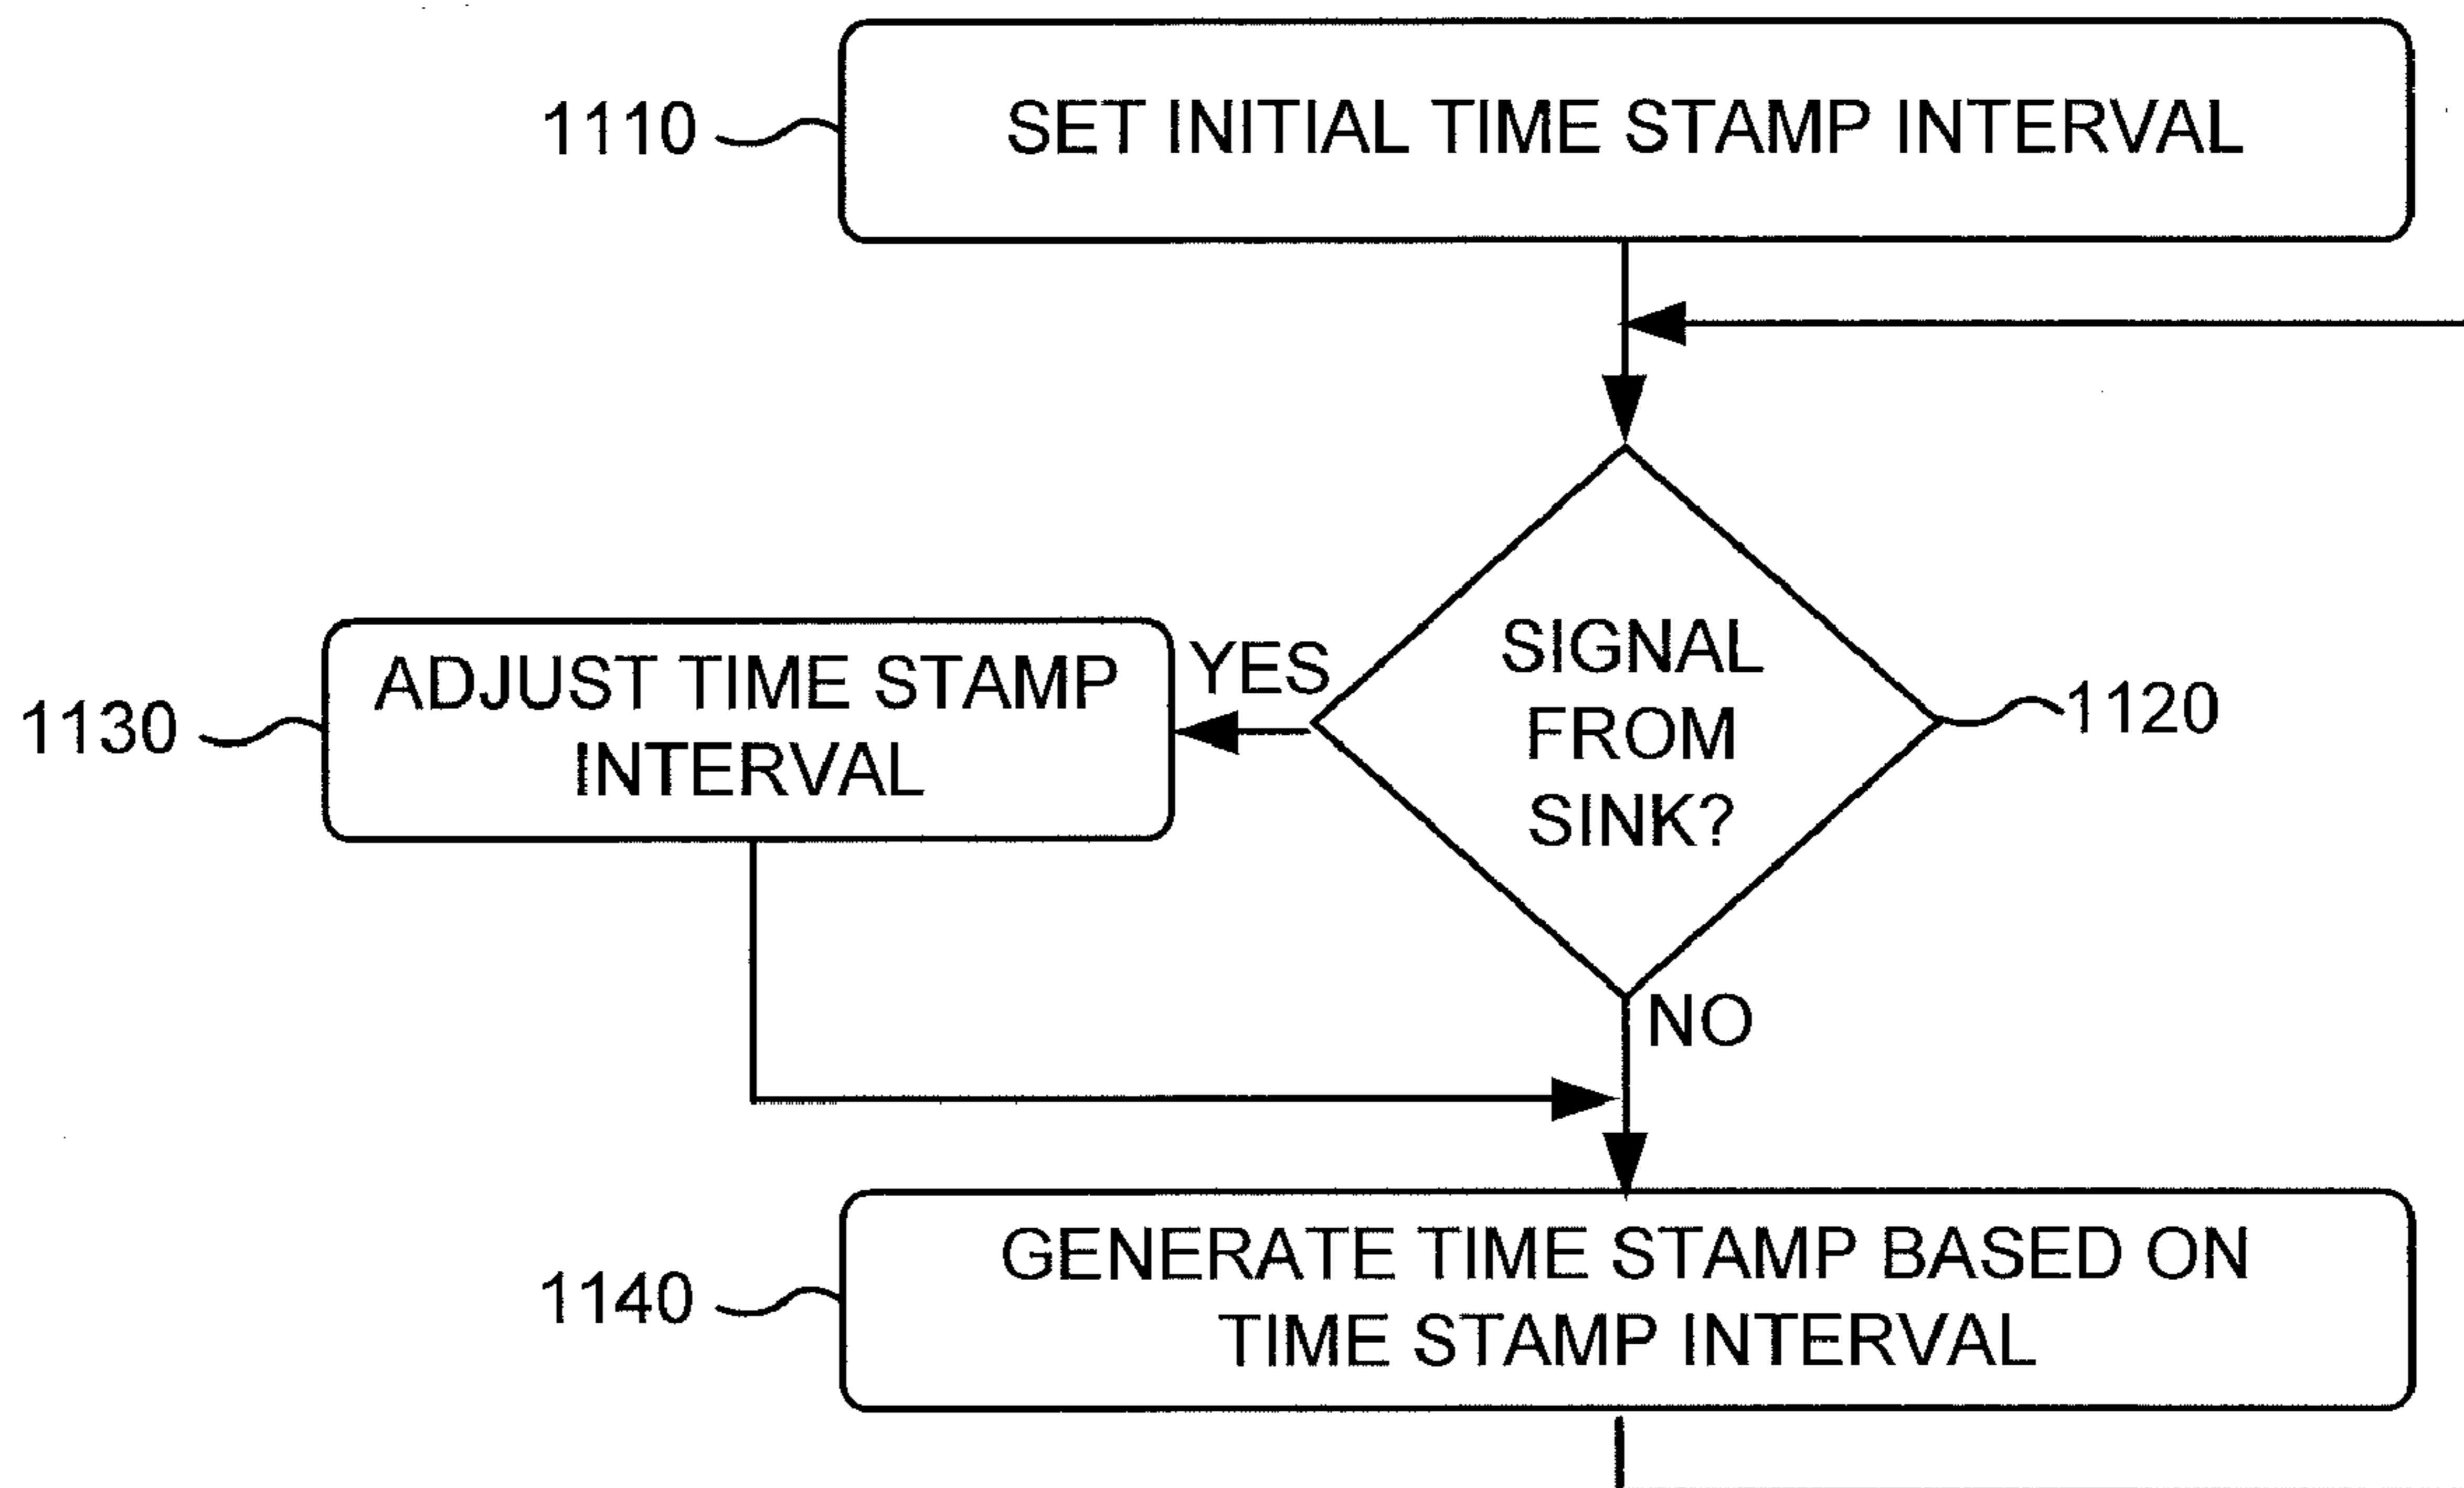 1110
SET INITIAL TIME STAMP INTERVAL
ADJUST TIME STAMP
INTERVAL
1130
YES
SIGNAL
FROM
SINK?
1120
NO
GENERATE TIME STAMP BASED ON
TIME STAMP INTERVAL
1140